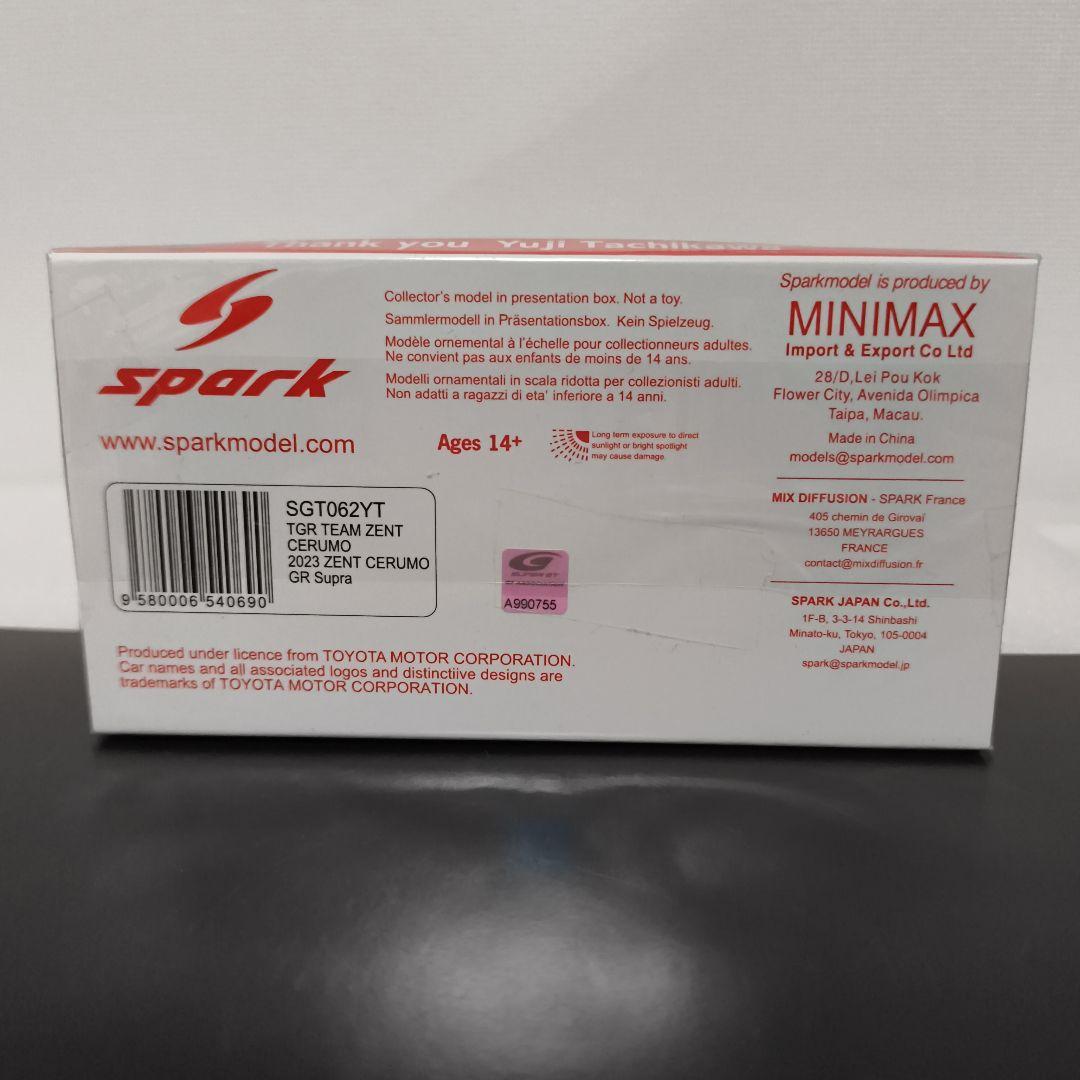 Thank you Yuji Tachikawa
spark
www.sparkmodel.com
Collector's model in presentation box. Not a toy.
Sammlermodell in Präsentationsbox. Kein Spielzeug.
Modèle ornemental à l'échelle pour collectionneurs adultes.
Ne convient pas aux enfants de moins de 14 ans.
Modelli ornamentali in scala ridotta per collezionisti adulti.
Non adatti a ragazzi di eta' inferiore a 14 anni.
Ages 14+
Long term exposure to direct
sunlight or bright spotlight
may cause damage.
Sparkmodel is produced by
MINIMAX
Import & Export Co Ltd
28/D,Lei Pou Kok
Flower City, Avenida Olimpica
Taipa, Macau.
Made in China
models@sparkmodel.com
MIX DIFFUSION - SPARK France
405 chemin de Girovaï
13650 MEYRARGUES
FRANCE
contact@mixdiffusion.fr
SPARK JAPAN Co.,Ltd.
1F-B, 3-3-14 Shinbashi
Minato-ku, Tokyo, 105-0004
JAPAN
spark@sparkmodel.jp
SGT062YT
TGR TEAM ZENT
CERUMO
2023 ZENT CERUMO
GR Supra
9 580006 540690
SUPER GT
GT ASSOCIATION
A990755
Produced under licence from TOYOTA MOTOR CORPORATION.
Car names and all associated logos and distinctiive designs are
trademarks of TOYOTA MOTOR CORPORATION.